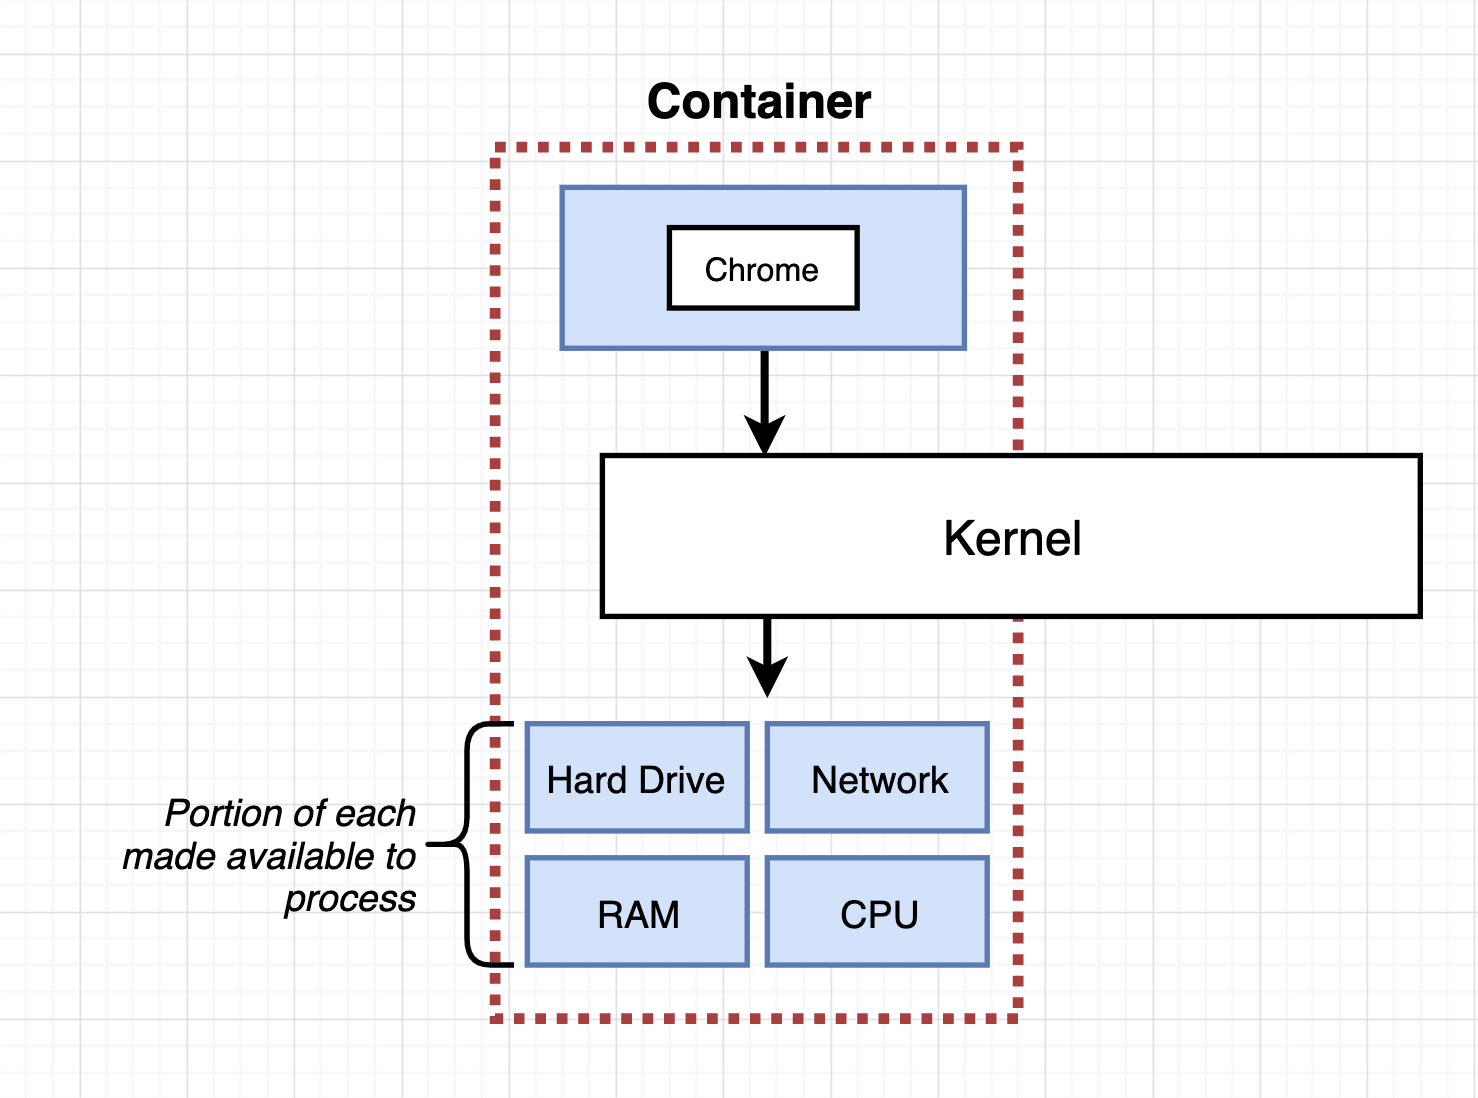 Container
Chrome
Kernel
Hard Drive
Network
Portion of each
made available to
process
RAM
CPU